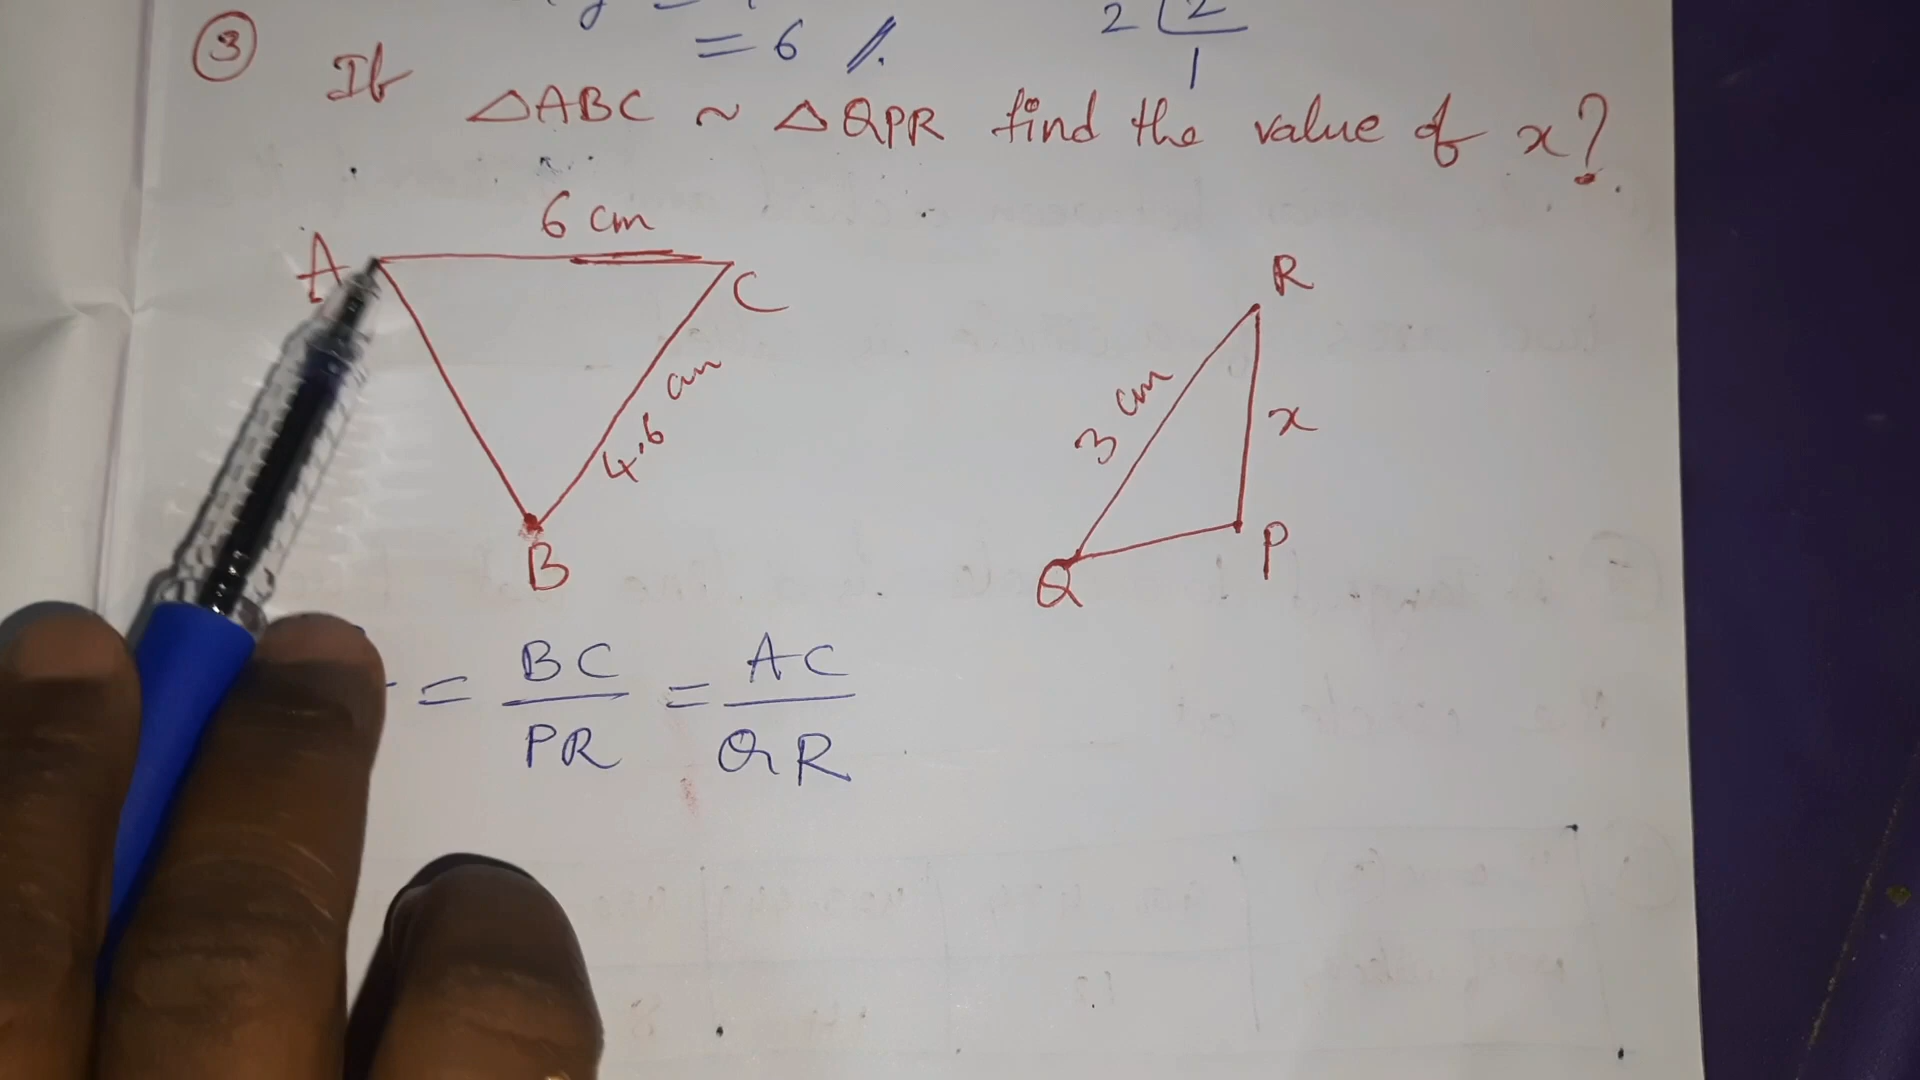 = 6 //.
2 | 2
1
③ If △ABC ~ △QPR find the value of x?
6 cm
A
C
R
4.6 cm
3 cm
x
B
Q
P
= BC/PR = AC/QR